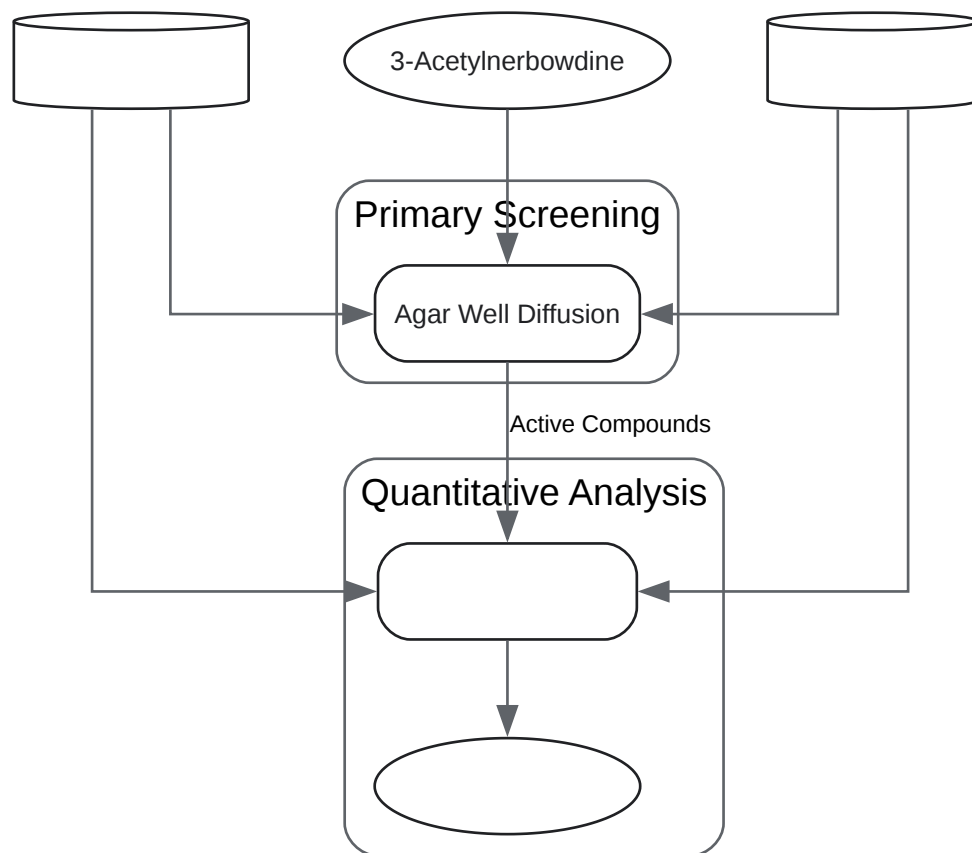 3-Acetylnerbowdine
Primary Screening
Agar Well Diffusion
Active Compounds
Quantitative Analysis